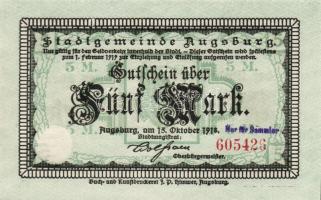 Stadtgemeinde Augsburg.
Nur gültig für den Geldverkehr innerhalb der Stadt. – Dieser Gutschein wird spätestens
zum 1. Februar 1919 zur Einziehung und Einlösung aufgerufen werden.
5 M. 5 M.
Gutschein über
Fünf Mark.
Augsburg, am 15. Oktober 1918.
Stadtmagistrat:
Nur für Sammler
605426
Oberbürgermeister.
Buch- und Kunstdruckerei J. P. Himmer, Augsburg.